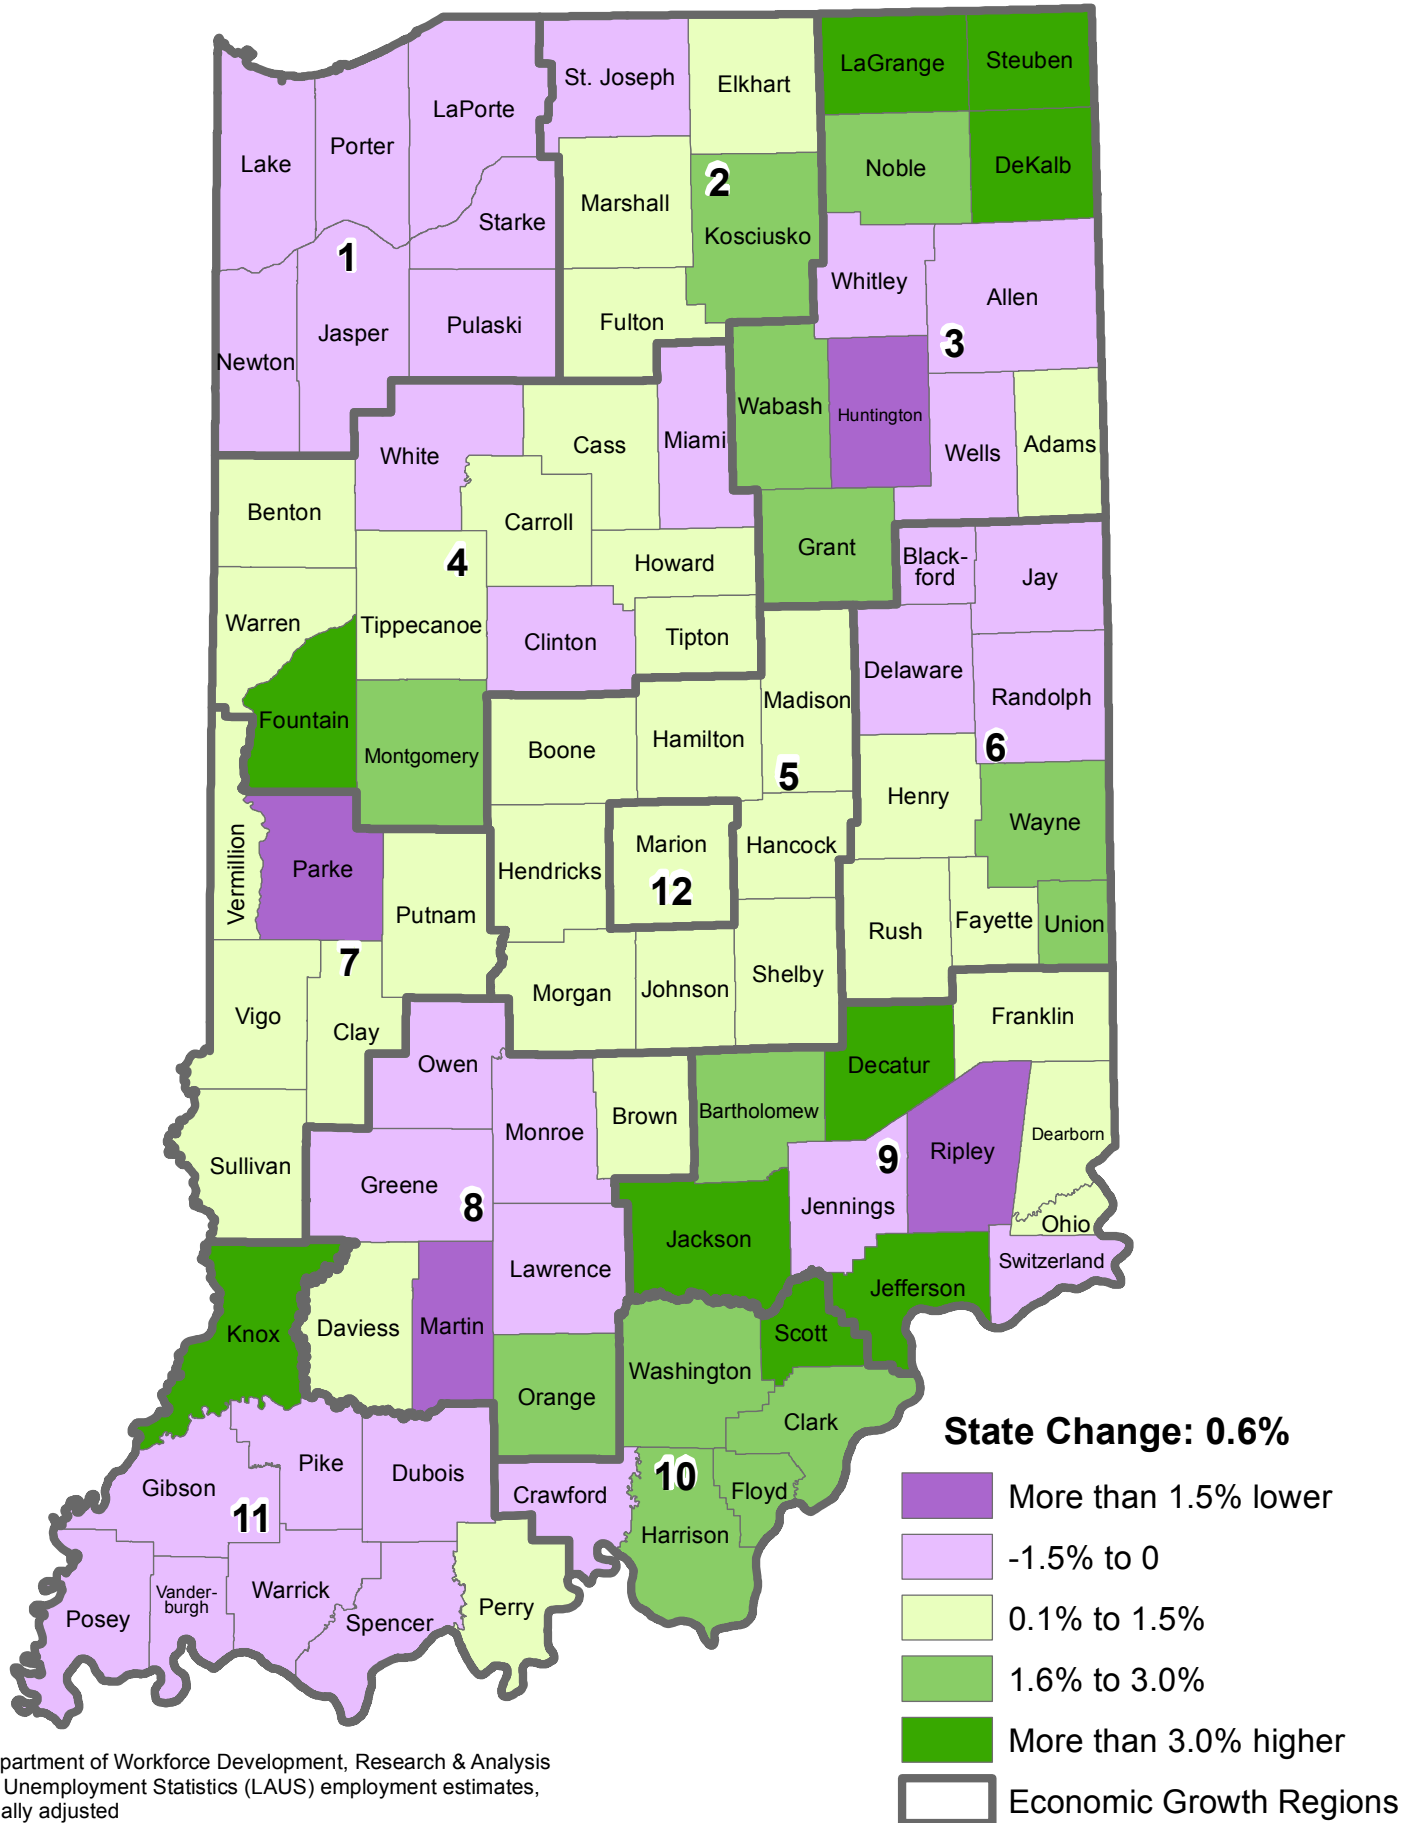 LaGrange
Steuben
St. Joseph
Elkhart
LaPorte
Porter
Lake
Noble
DeKalb
2
Marshall
Starke
Kosciusko
1
Whitley
Allen
Jasper
Pulaski
Fulton
3
Newton
Wabash
Huntington
White
Cass
Miami
Wells
Adams
Benton
Carroll
Grant
Black-
ford
Jay
4
Howard
Warren
Tippecanoe
Clinton
Tipton
Delaware
Randolph
Fountain
Madison
Montgomery
Boone
Hamilton
5
6
Henry
Wayne
Vermillion
Parke
Hendricks
Marion
12
Hancock
Putnam
Rush
Fayette
Union
7
Vigo
Clay
Morgan
Johnson
Shelby
Franklin
Owen
Decatur
Monroe
Brown
Bartholomew
Dearborn
Sullivan
Greene
8
9
Ripley
Jennings
Ohio
Jackson
Switzerland
Lawrence
Jefferson
Knox
Daviess
Martin
Scott
Washington
Orange
Clark
Pike
Dubois
Gibson
11
Crawford
10
Floyd
Harrison
Posey
Vander-
burgh
Warrick
Spencer
Perry
State Change: 0.6%
More than 1.5% lower
-1.5% to 0
0.1% to 1.5%
1.6% to 3.0%
More than 3.0% higher
Economic Growth Regions
partment of Workforce Development, Research & Analysis
Unemployment Statistics (LAUS) employment estimates,
ally adjusted